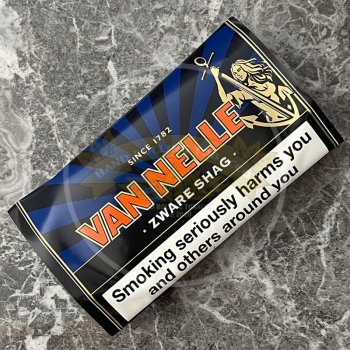 SINCE 1782
VAN NELLE
· ZWARE SHAG ·
Smoking seriously harms you
and others around you